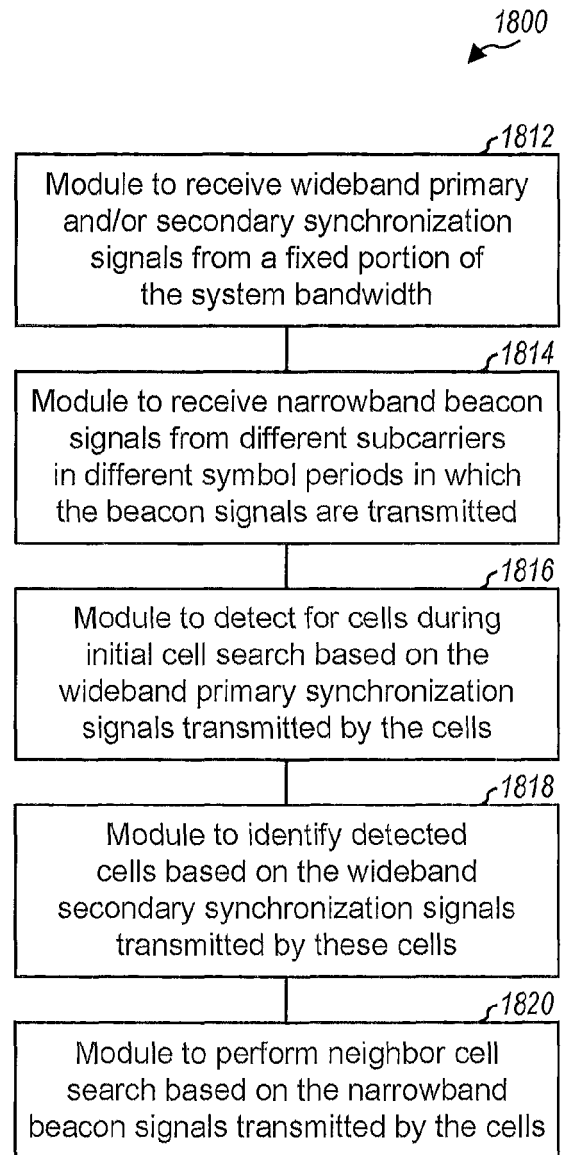 1800
1812
Module to receive wideband primary
and/or secondary synchronization
signals from a fixed portion of
the system bandwidth
1814
Module to receive narrowband beacon
signals from different subcarriers
in different symbol periods in which
the beacon signals are transmitted
1816
Module to detect for cells during
initial cell search based on the
wideband primary synchronization
signals transmitted by the cells
1818
Module to identify detected
cells based on the wideband
secondary synchronization signals
transmitted by these cells
1820
Module to perform neighbor cell
search based on the narrowband
beacon signals transmitted by the cells